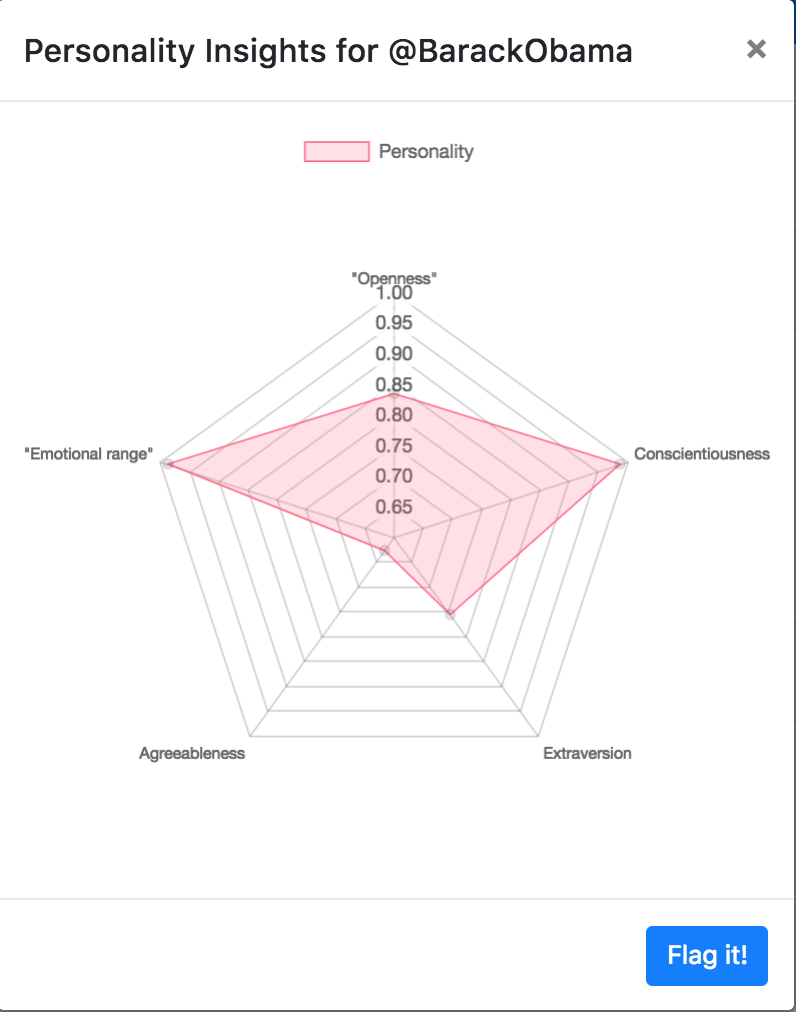 Personality Insights for @BarackObama ×
Personality
"Openness"
1.00
0.95
0.90
0.85
0.80
0.75
0.70
0.65
"Emotional range"
Conscientiousness
Agreeableness
Extraversion
Flag it!